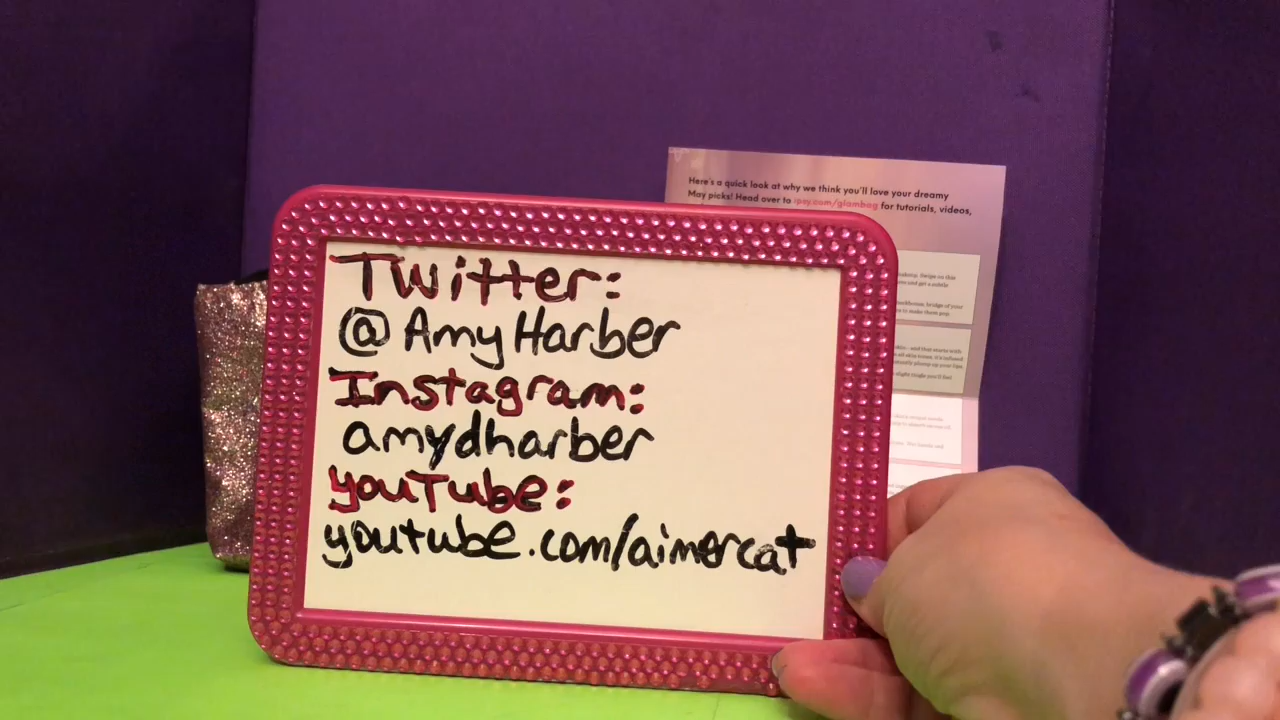 Here's a quick look at why we think you'll love your dreamy
May picks! Head over to ipsy.com/glambag for tutorials, videos,
Twitter:
@AmyHarber
Instagram:
amydharber
YouTube:
youtube.com/aimercat